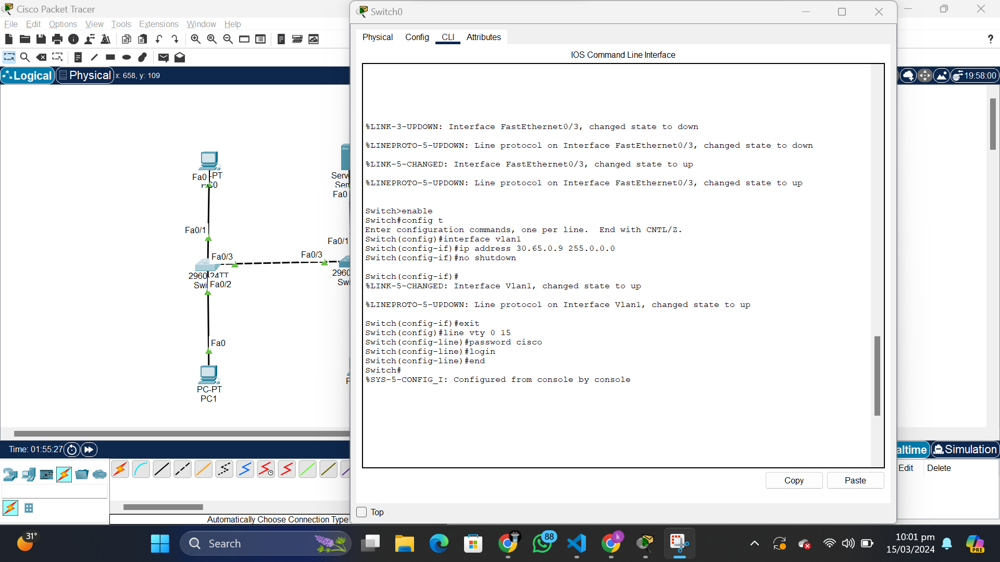 Cisco Packet Tracer
File Edit Options View Tools Extensions Window Help
Logical
Physical
x: 658, y: 109
19:58:00
Fa0
-PT
Fa0/1
Fa0/3
Fa0/2
Swi
Fa0
PC-PT
PC1
Fa0
Fa0/1
Fa0/3
2960
Time: 01:55:27
Simulation
Edit
Delete
Automatically Choose Connection Type
Switch0
Physical Config CLI Attributes
IOS Command Line Interface
%LINK-3-UPDOWN: Interface FastEthernet0/3, changed state to down
%LINEPROTO-5-UPDOWN: Line protocol on Interface FastEthernet0/3, changed state to down
%LINK-5-CHANGED: Interface FastEthernet0/3, changed state to up
%LINEPROTO-5-UPDOWN: Line protocol on Interface FastEthernet0/3, changed state to up
Switch>enable
Switch#config t
Enter configuration commands, one per line.  End with CNTL/Z.
Switch(config)#interface vlan1
Switch(config-if)#ip address 30.65.0.9 255.0.0.0
Switch(config-if)#no shutdown
Switch(config-if)#
%LINK-5-CHANGED: Interface Vlan1, changed state to up
%LINEPROTO-5-UPDOWN: Line protocol on Interface Vlan1, changed state to up
Switch(config-if)#exit
Switch(config)#line vty 0 15
Switch(config-line)#password cisco
Switch(config-line)#login
Switch(config-line)#end
Switch#
%SYS-5-CONFIG_I: Configured from console by console
Copy
Paste
Top
31°
Search
88
k
10:01 pm
15/03/2024
PRE